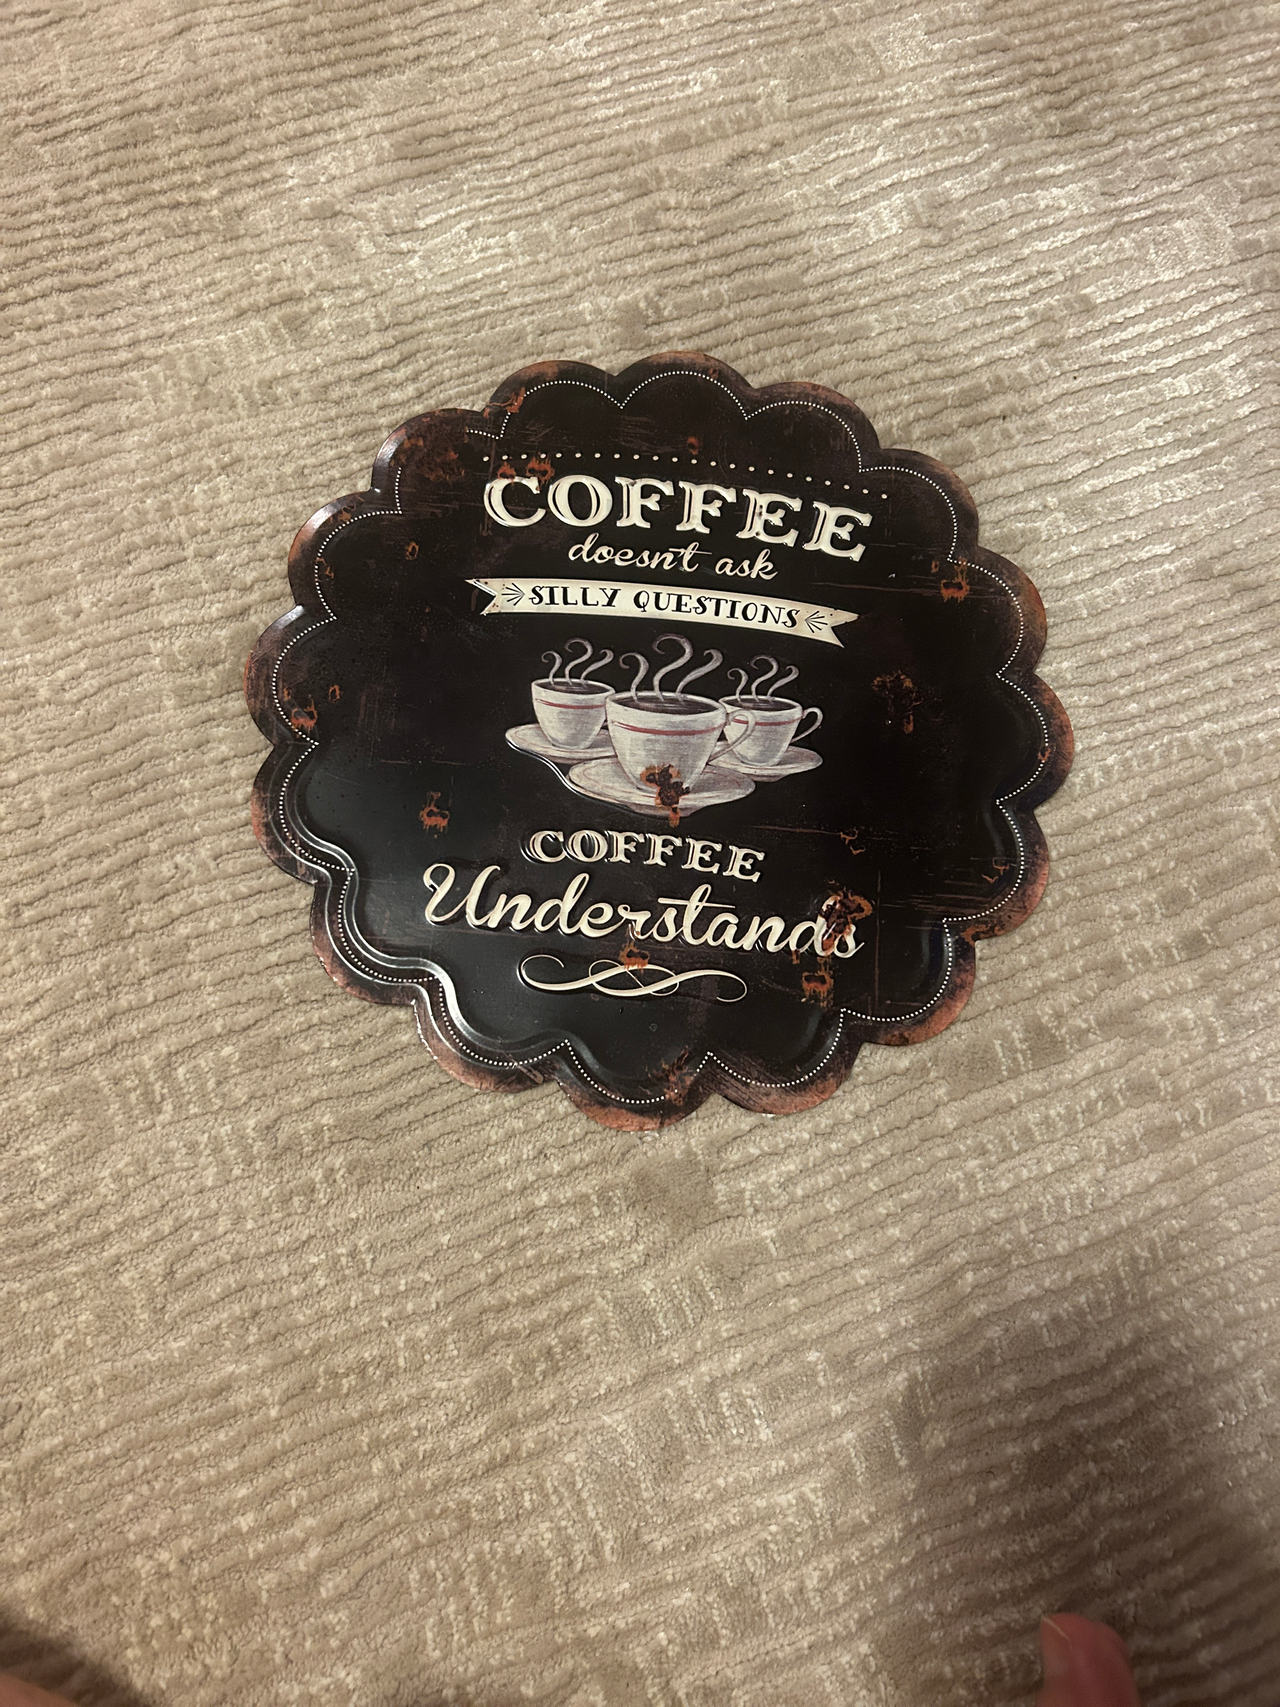 COFFEE
doesn't ask
SILLY QUESTIONS
COFFEE
Understands